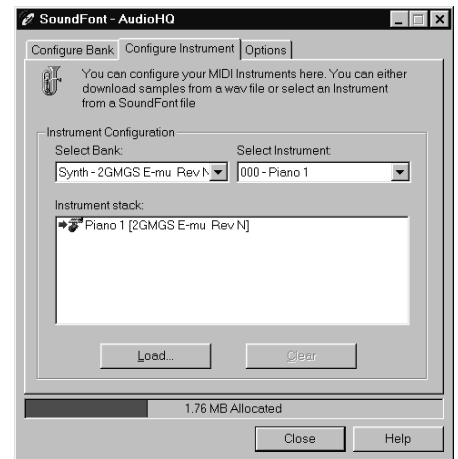 SoundFont - AudioHQ
Configure Bank Configure Instrument Options
You can configure your MIDI Instruments here. You can either
download samples from a wav file or select an Instrument
from a SoundFont file
Instrument Configuration
Select Bank: Select Instrument:
Synth - 2GMGS E-mu Rev N 000 - Piano 1
Instrument stack:
Piano 1 [2GMGS E-mu Rev N]
Load... Clear
1.76 MB Allocated
Close Help